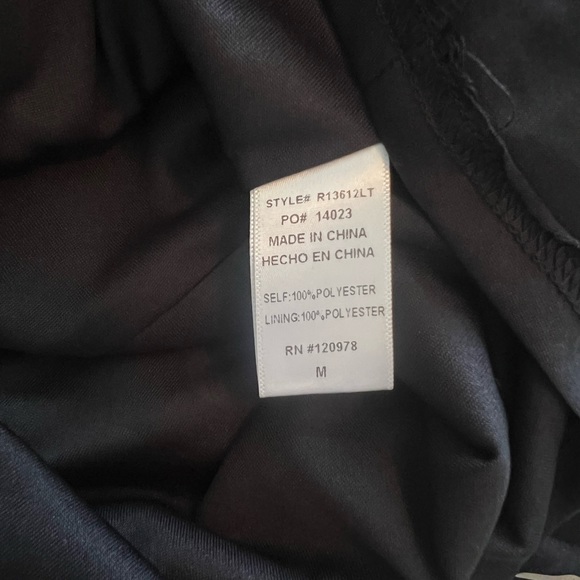 STYLE# R13612LT
PO# 14023
MADE IN CHINA
HECHO EN CHINA
SELF:100%POLYESTER
LINING:100%POLYESTER
RN #120978
M